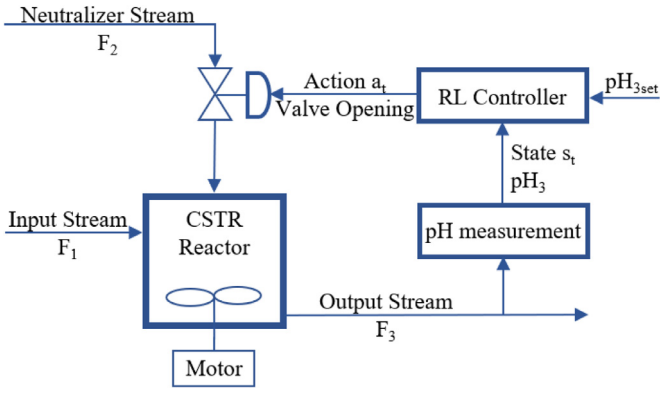 Neutralizer Stream
F₂
Action aₜ
Valve Opening
RL Controller
pH₃set
State sₜ
pH₃
Input Stream
F₁
CSTR
Reactor
pH measurement
Output Stream
F₃
Motor